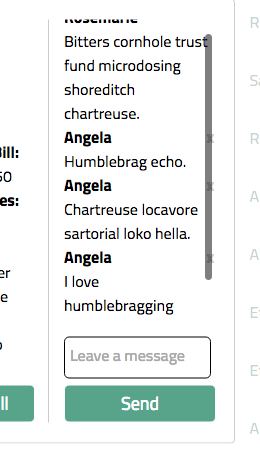 Rosemarie
Bitters cornhole trust
fund microdosing
shoreditch
chartreuse.
Angela x
Humblebrag echo.
Angela x
Chartreuse locavore
sartorial loko hella.
Angela x
I love
humblebragging
Leave a message
Send
Bill:
50
es:
er
e
o
ll
R
Sa
R
A
A
E
E
A